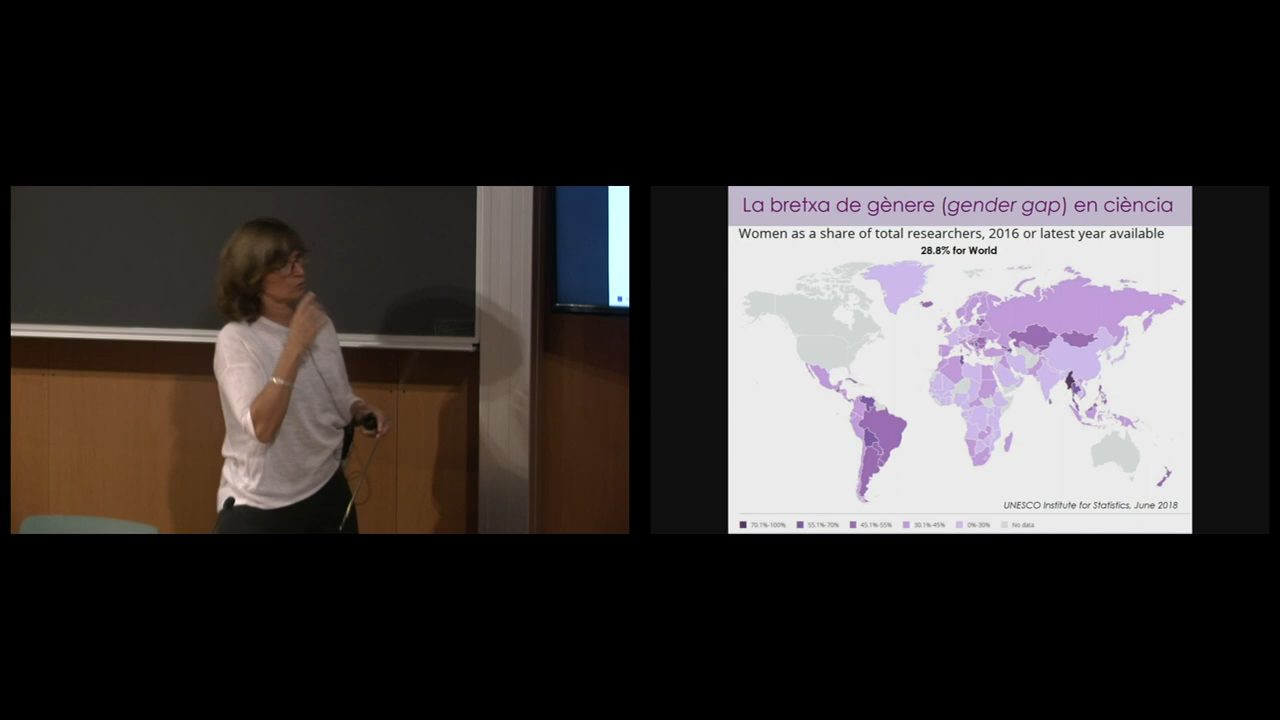 La bretxa de gènere (gender gap) en ciència
Women as a share of total researchers, 2016 or latest year available
28.8% for World
UNESCO Institute for Statistics, June 2018
70.1%-100% 55.1%-70% 45.1%-55% 30.1%-45% 0%-30% No data